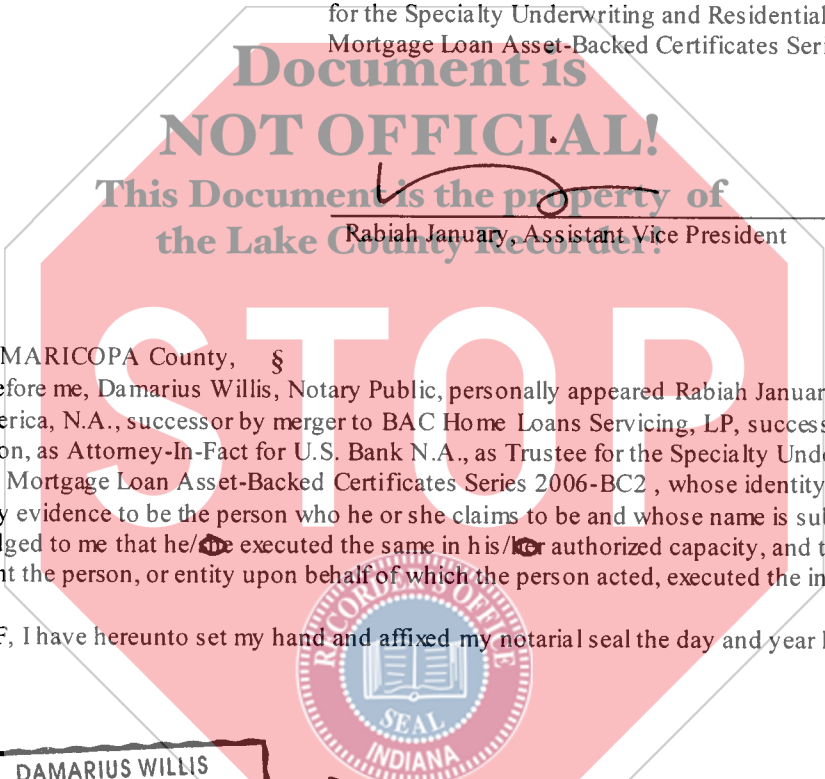 for the Specialty Underwriting and Residential
Mortgage Loan Asset-Backed Certificates Seri
Document is
NOT OFFICIAL!
This Document is the property of
the Lake County Recorder!
Rabiah January, Assistant Vice President
STOP
MARICOPA County, §
efore me, Damarius Willis, Notary Public, personally appeared Rabiah Januar
erica, N.A., successor by merger to BAC Home Loans Servicing, LP, success
on, as Attorney-In-Fact for U.S. Bank N.A., as Trustee for the Specialty Unde
Mortgage Loan Asset-Backed Certificates Series 2006-BC2 , whose identity
y evidence to be the person who he or she claims to be and whose name is sub
lged to me that he/she executed the same in his/her authorized capacity, and t
nt the person, or entity upon behalf of which the person acted, executed the in
F, I have hereunto set my hand and affixed my notarial seal the day and year
RECORDER'S OFFICE
SEAL
INDIANA
DAMARIUS WILLIS